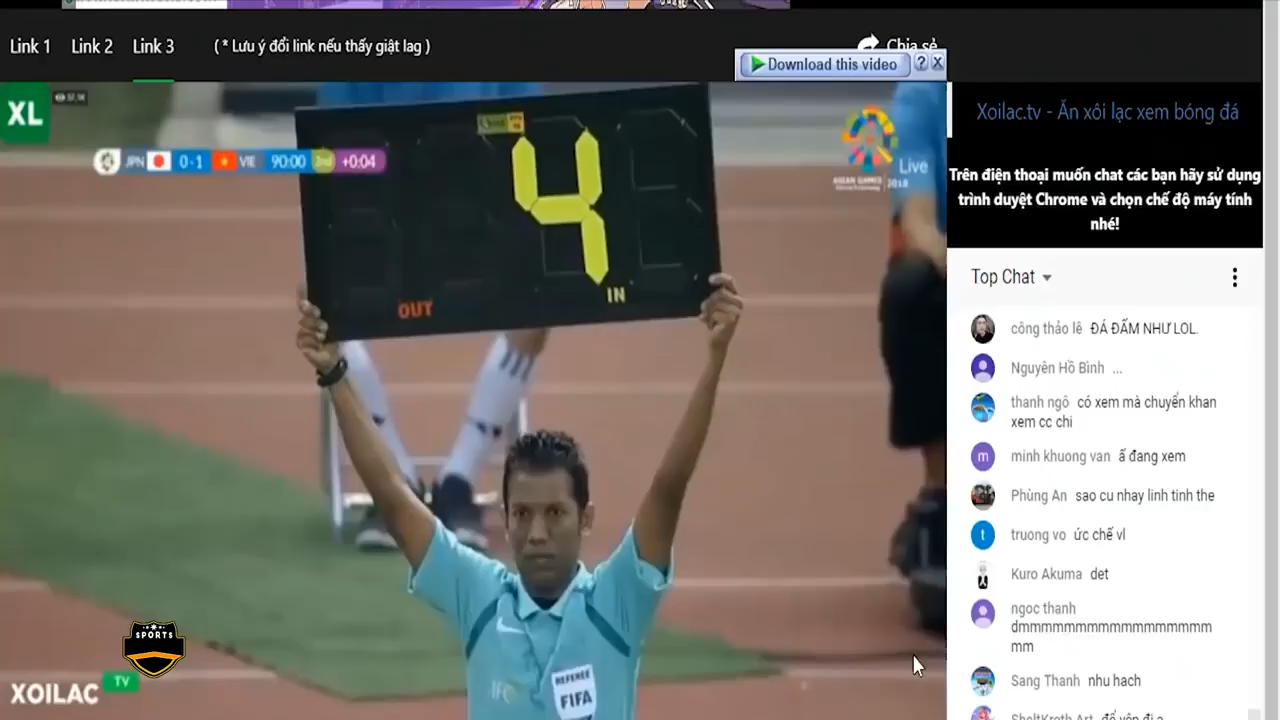 Link 1 Link 2 Link 3 ( * Lưu ý đổi link nếu thấy giật lag ) Chia sẻ
Download this video ? X
XL
JPN 0-1 VIE 90:00 2nd +0:04
4
OUT IN
ASIAN GAMES
2018
Live
REFEREE
FIFA
SPORTS
XOILAC TV
Xoilac.tv - Ăn xôi lạc xem bóng đá
Trên điện thoại muốn chat các bạn hãy sử dụng
trình duyệt Chrome và chọn chế độ máy tính
nhé!
Top Chat
công thảo lê ĐÁ ĐẤM NHƯ LOL.
Nguyên Hồ Bình ...
thanh ngô có xem mà chuyển khan
xem cc chi
m minh khuong van ấ đang xem
Phùng An sao cu nhay linh tinh the
t truong vo ức chế vl
Kuro Akuma det
ngoc thanh
dmmmmmmmmmmmmmmmmm
mm
Sang Thanh nhu hach